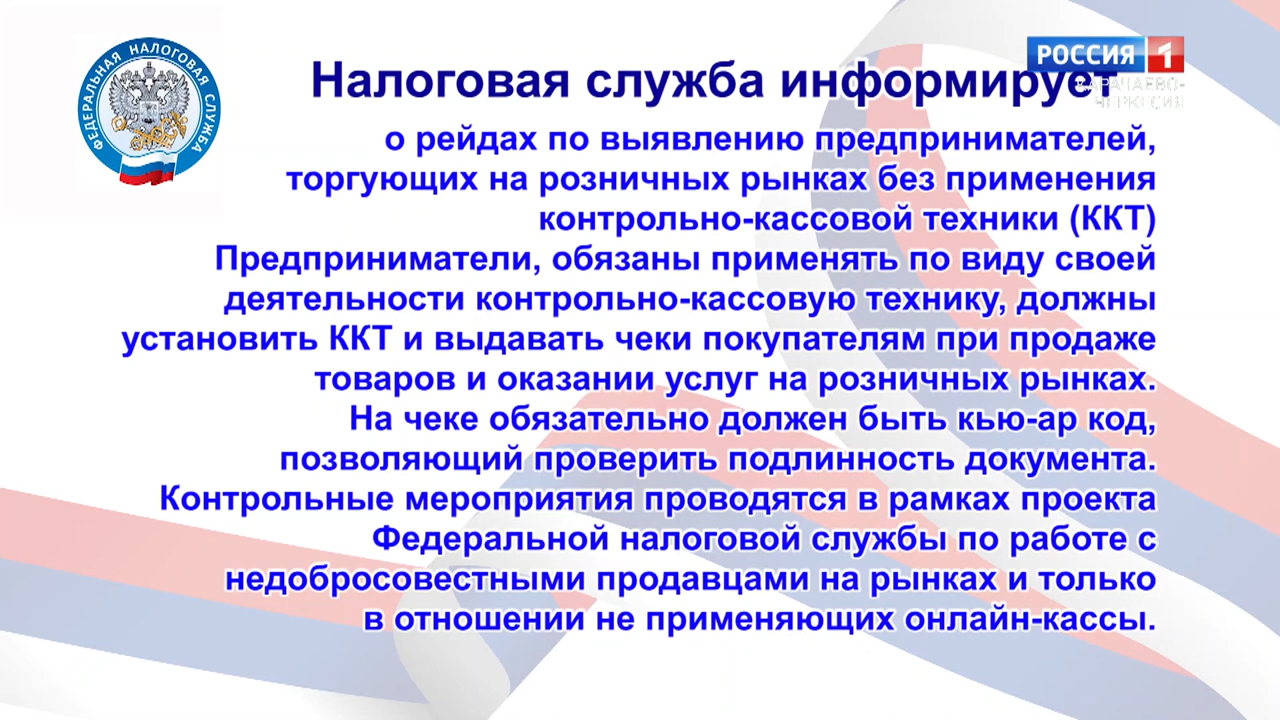 ФЕДЕРАЛЬНАЯ НАЛОГОВАЯ СЛУЖБА
РОССИЯ 1
КАРАЧАЕВО-
ЧЕРКЕСИЯ
Налоговая служба информирует
о рейдах по выявлению предпринимателей,
торгующих на розничных рынках без применения
контрольно-кассовой техники (ККТ)
Предприниматели, обязаны применять по виду своей
деятельности контрольно-кассовую технику, должны
установить ККТ и выдавать чеки покупателям при продаже
товаров и оказании услуг на розничных рынках.
На чеке обязательно должен быть кью-ар код,
позволяющий проверить подлинность документа.
Контрольные мероприятия проводятся в рамках проекта
Федеральной налоговой службы по работе с
недобросовестными продавцами на рынках и только
в отношении не применяющих онлайн-кассы.